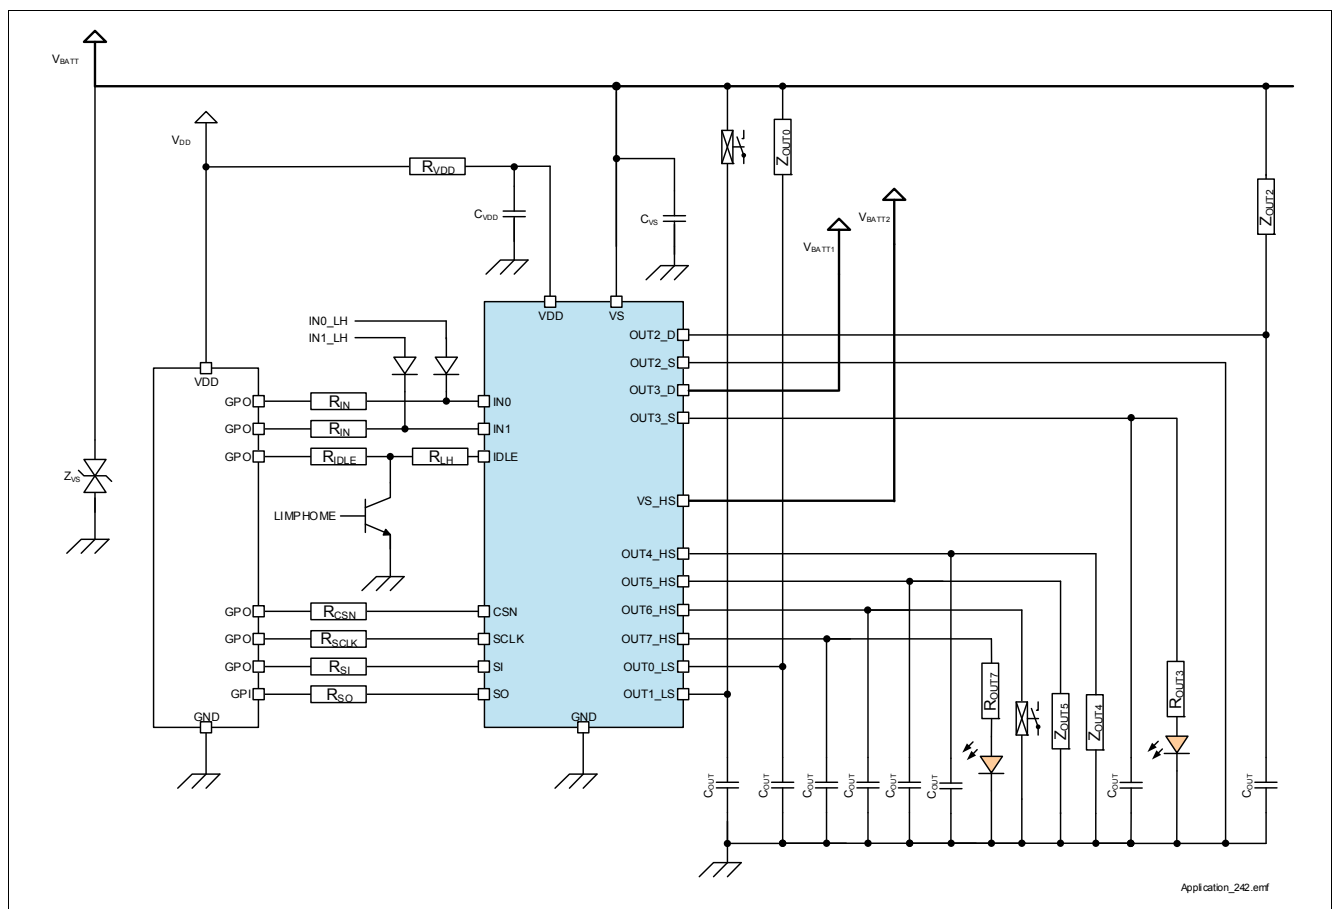 VBATT
VDD
RVDD
CVDD
CVS
ZOUT0
VBATT1
VBATT2
ZOUT2
IN0_LH
IN1_LH
VDD
VS
OUT2_D
OUT2_S
OUT3_D
OUT3_S
VDD
GPO
RIN
IN0
GPO
RIN
IN1
GPO
RIDLE
RLH
IDLE
ZVS
LIMPHOME
VS_HS
OUT4_HS
OUT5_HS
OUT6_HS
OUT7_HS
OUT0_LS
OUT1_LS
GPO
RCSN
CSN
GPO
RSCLK
SCLK
GPO
RSI
SI
GPI
RSO
SO
GND
GND
ROUT7
ZOUT5
ZOUT4
ROUT3
COUT
COUT
COUT
COUT
COUT
COUT
COUT
COUT
Application_242.emf